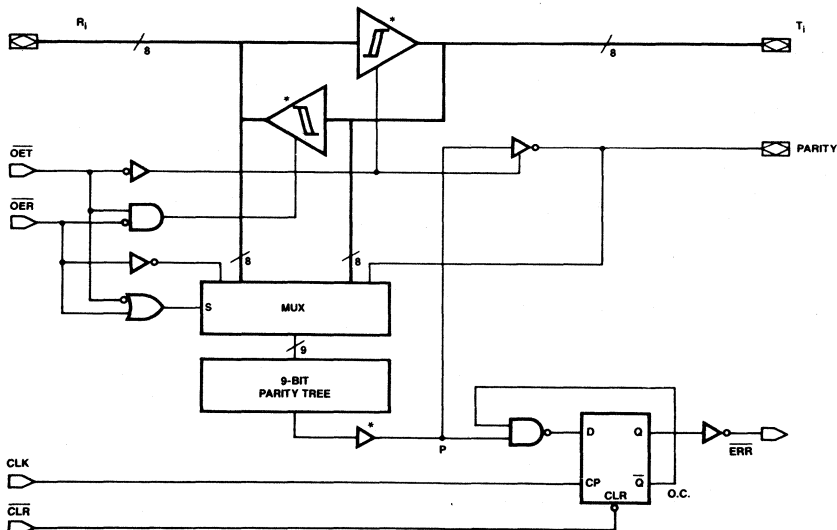 Ri
8
*
8
Ti
*
OET
PARITY
OER
8
8
S
MUX
9
9-BIT
PARITY TREE
*
P
D
Q
ERR
CLK
CP
Q
CLR
O.C.
CLR